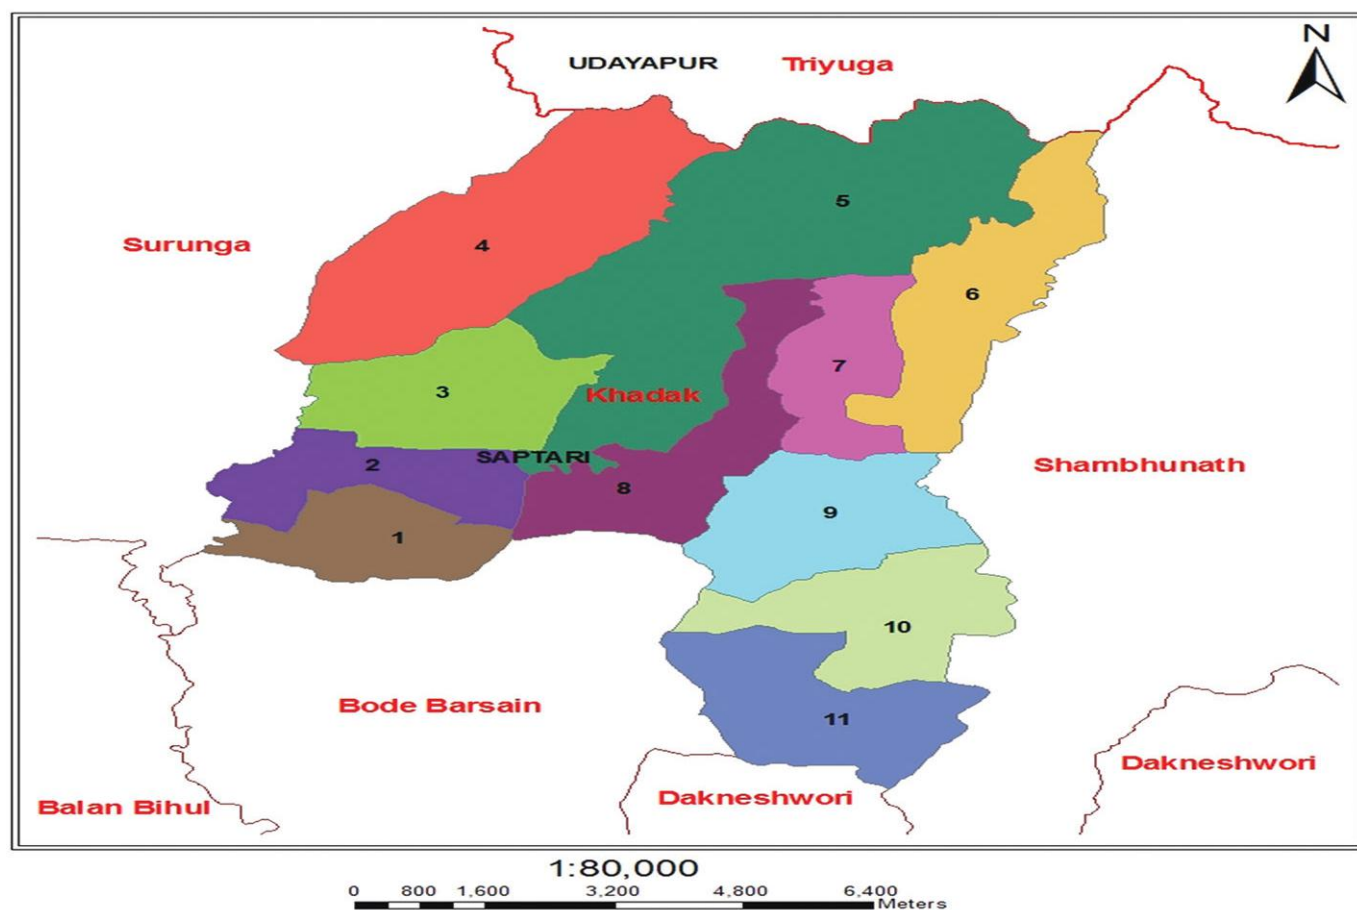 N
UDAYAPUR
Triyuga
5
Surunga
4
6
7
3
Khadak
SAPTARI
2
Shambhunath
8
9
1
10
Bode Barsain
11
Dakneshwori
Dakneshwori
Balan Bihul
1:80,000
0 800 1,600 3,200 4,800 6,400
Meters